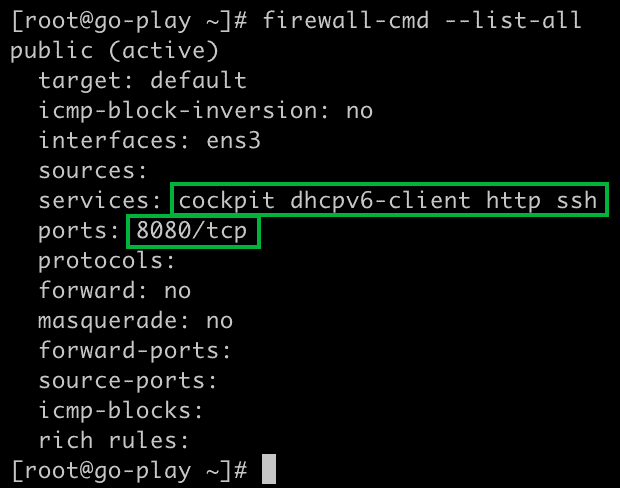 [root@go-play ~]# firewall-cmd --list-all
public (active)
  target: default
  icmp-block-inversion: no
  interfaces: ens3
  sources:
  services: cockpit dhcpv6-client http ssh
  ports: 8080/tcp
  protocols:
  forward: no
  masquerade: no
  forward-ports:
  source-ports:
  icmp-blocks:
  rich rules:
[root@go-play ~]#